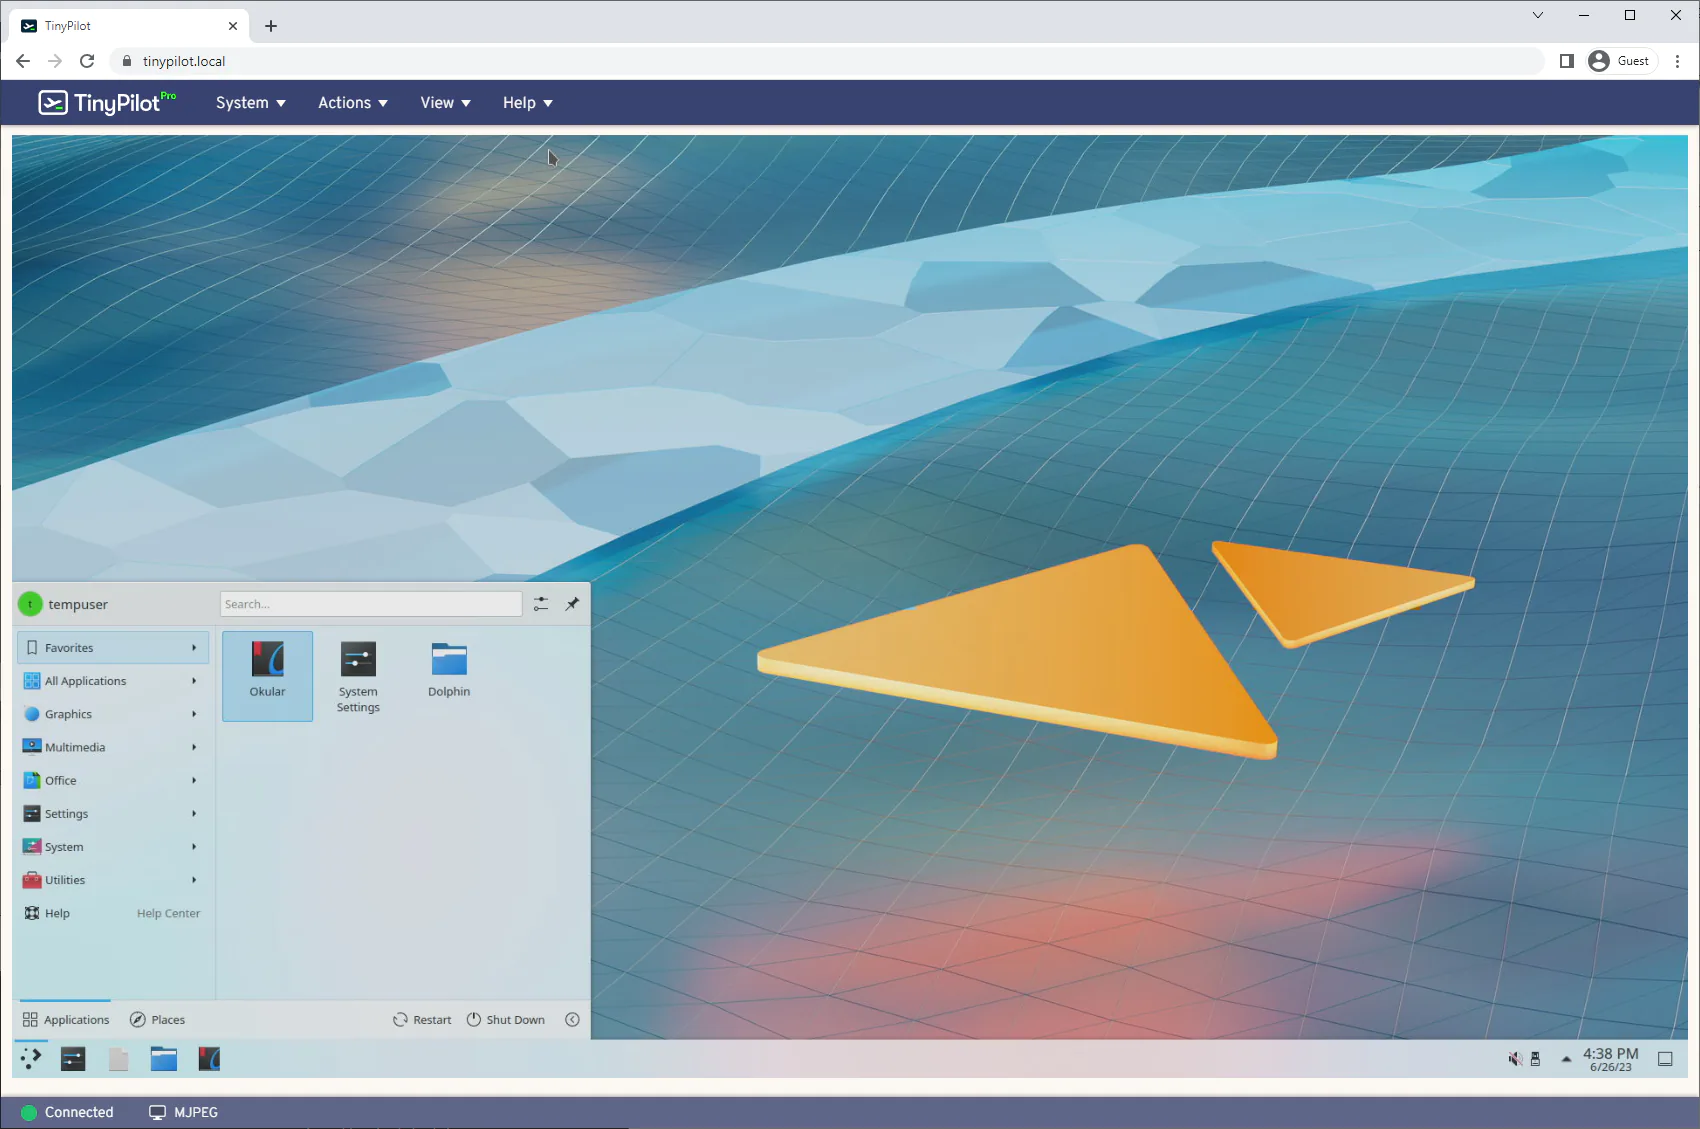 TinyPilot
tinypilot.local
Guest
TinyPilot Pro
System
Actions
View
Help
t
tempuser
Search...
Favorites
All Applications
Graphics
Multimedia
Office
Settings
System
Utilities
Help
Help Center
Okular
System
Settings
Dolphin
Applications
Places
Restart
Shut Down
4:38 PM
6/26/23
Connected
MJPEG